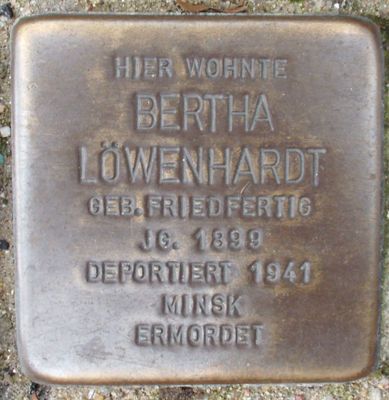 HIER WOHNTE
BERTHA
LÖWENHARDT
GEB. FRIEDFERTIG
JG. 1899
DEPORTIERT 1941
MINSK
ERMORDET